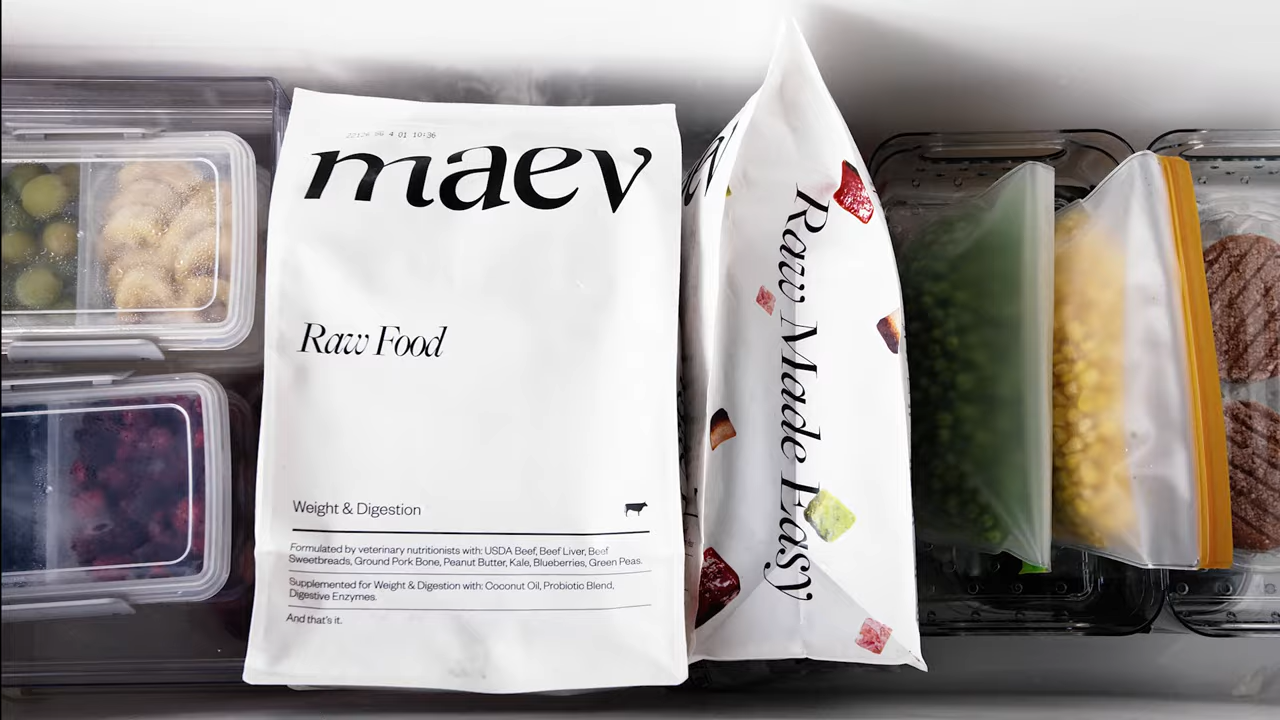 maev
Raw Food
Weight & Digestion
Formulated by veterinary nutritionists with: USDA Beef, Beef Liver, Beef
Sweetbreads, Ground Pork Bone, Peanut Butter, Kale, Blueberries, Green Peas.
Supplemented for Weight & Digestion with: Coconut Oil, Probiotic Blend,
Digestive Enzymes.
And that's it.
Raw Made Easy